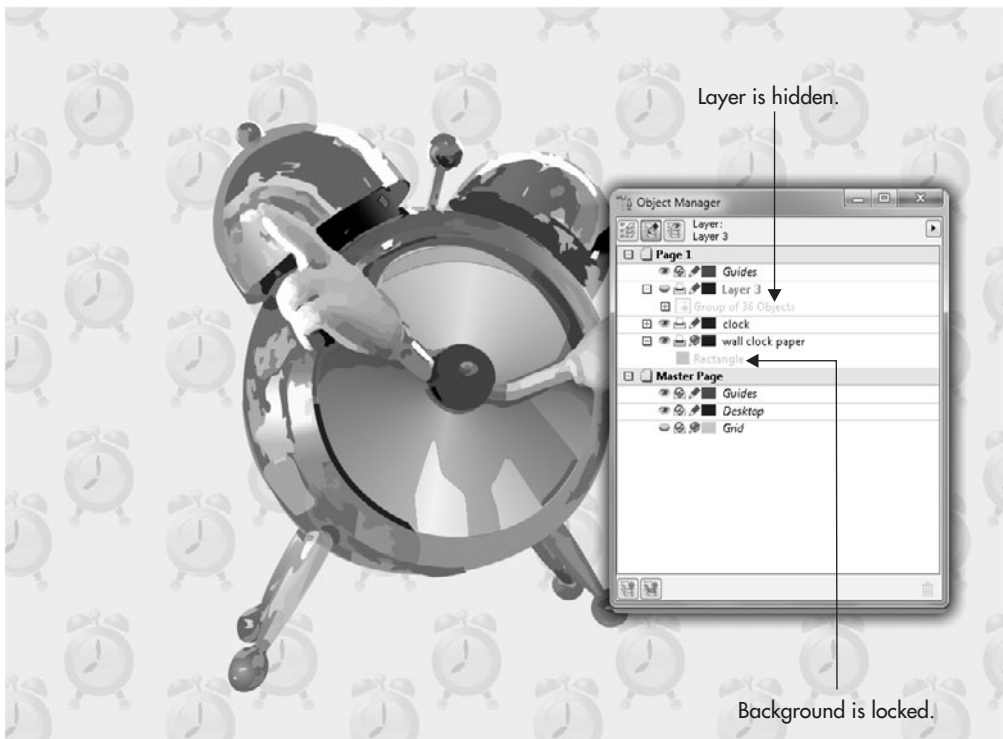 Layer is hidden.
Object Manager
Layer:
Layer 3
Page 1
Guides
Layer 3
Group of 36 Objects
clock
wall clock paper
Rectangle
Master Page
Guides
Desktop
Grid
Background is locked.